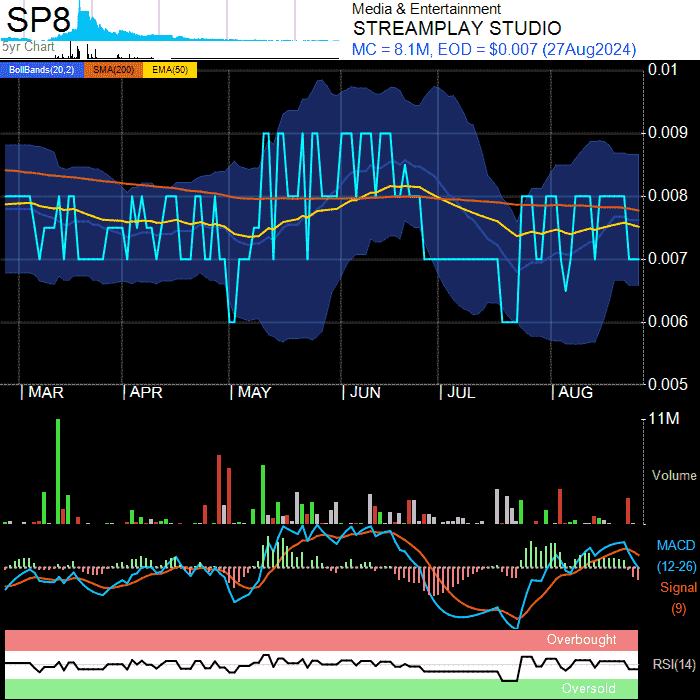 SP8
5yr Chart
Media & Entertainment
STREAMPLAY STUDIO
MC = 8.1M, EOD = $0.007 (27Aug2024)
BollBands(20,2) SMA(200) EMA(50)
0.01
0.009
0.008
0.007
0.006
0.005
| MAR | APR | MAY | JUN | JUL | AUG
11M
Volume
MACD
(12-26)
Signal
(9)
Overbought
RSI(14)
Oversold